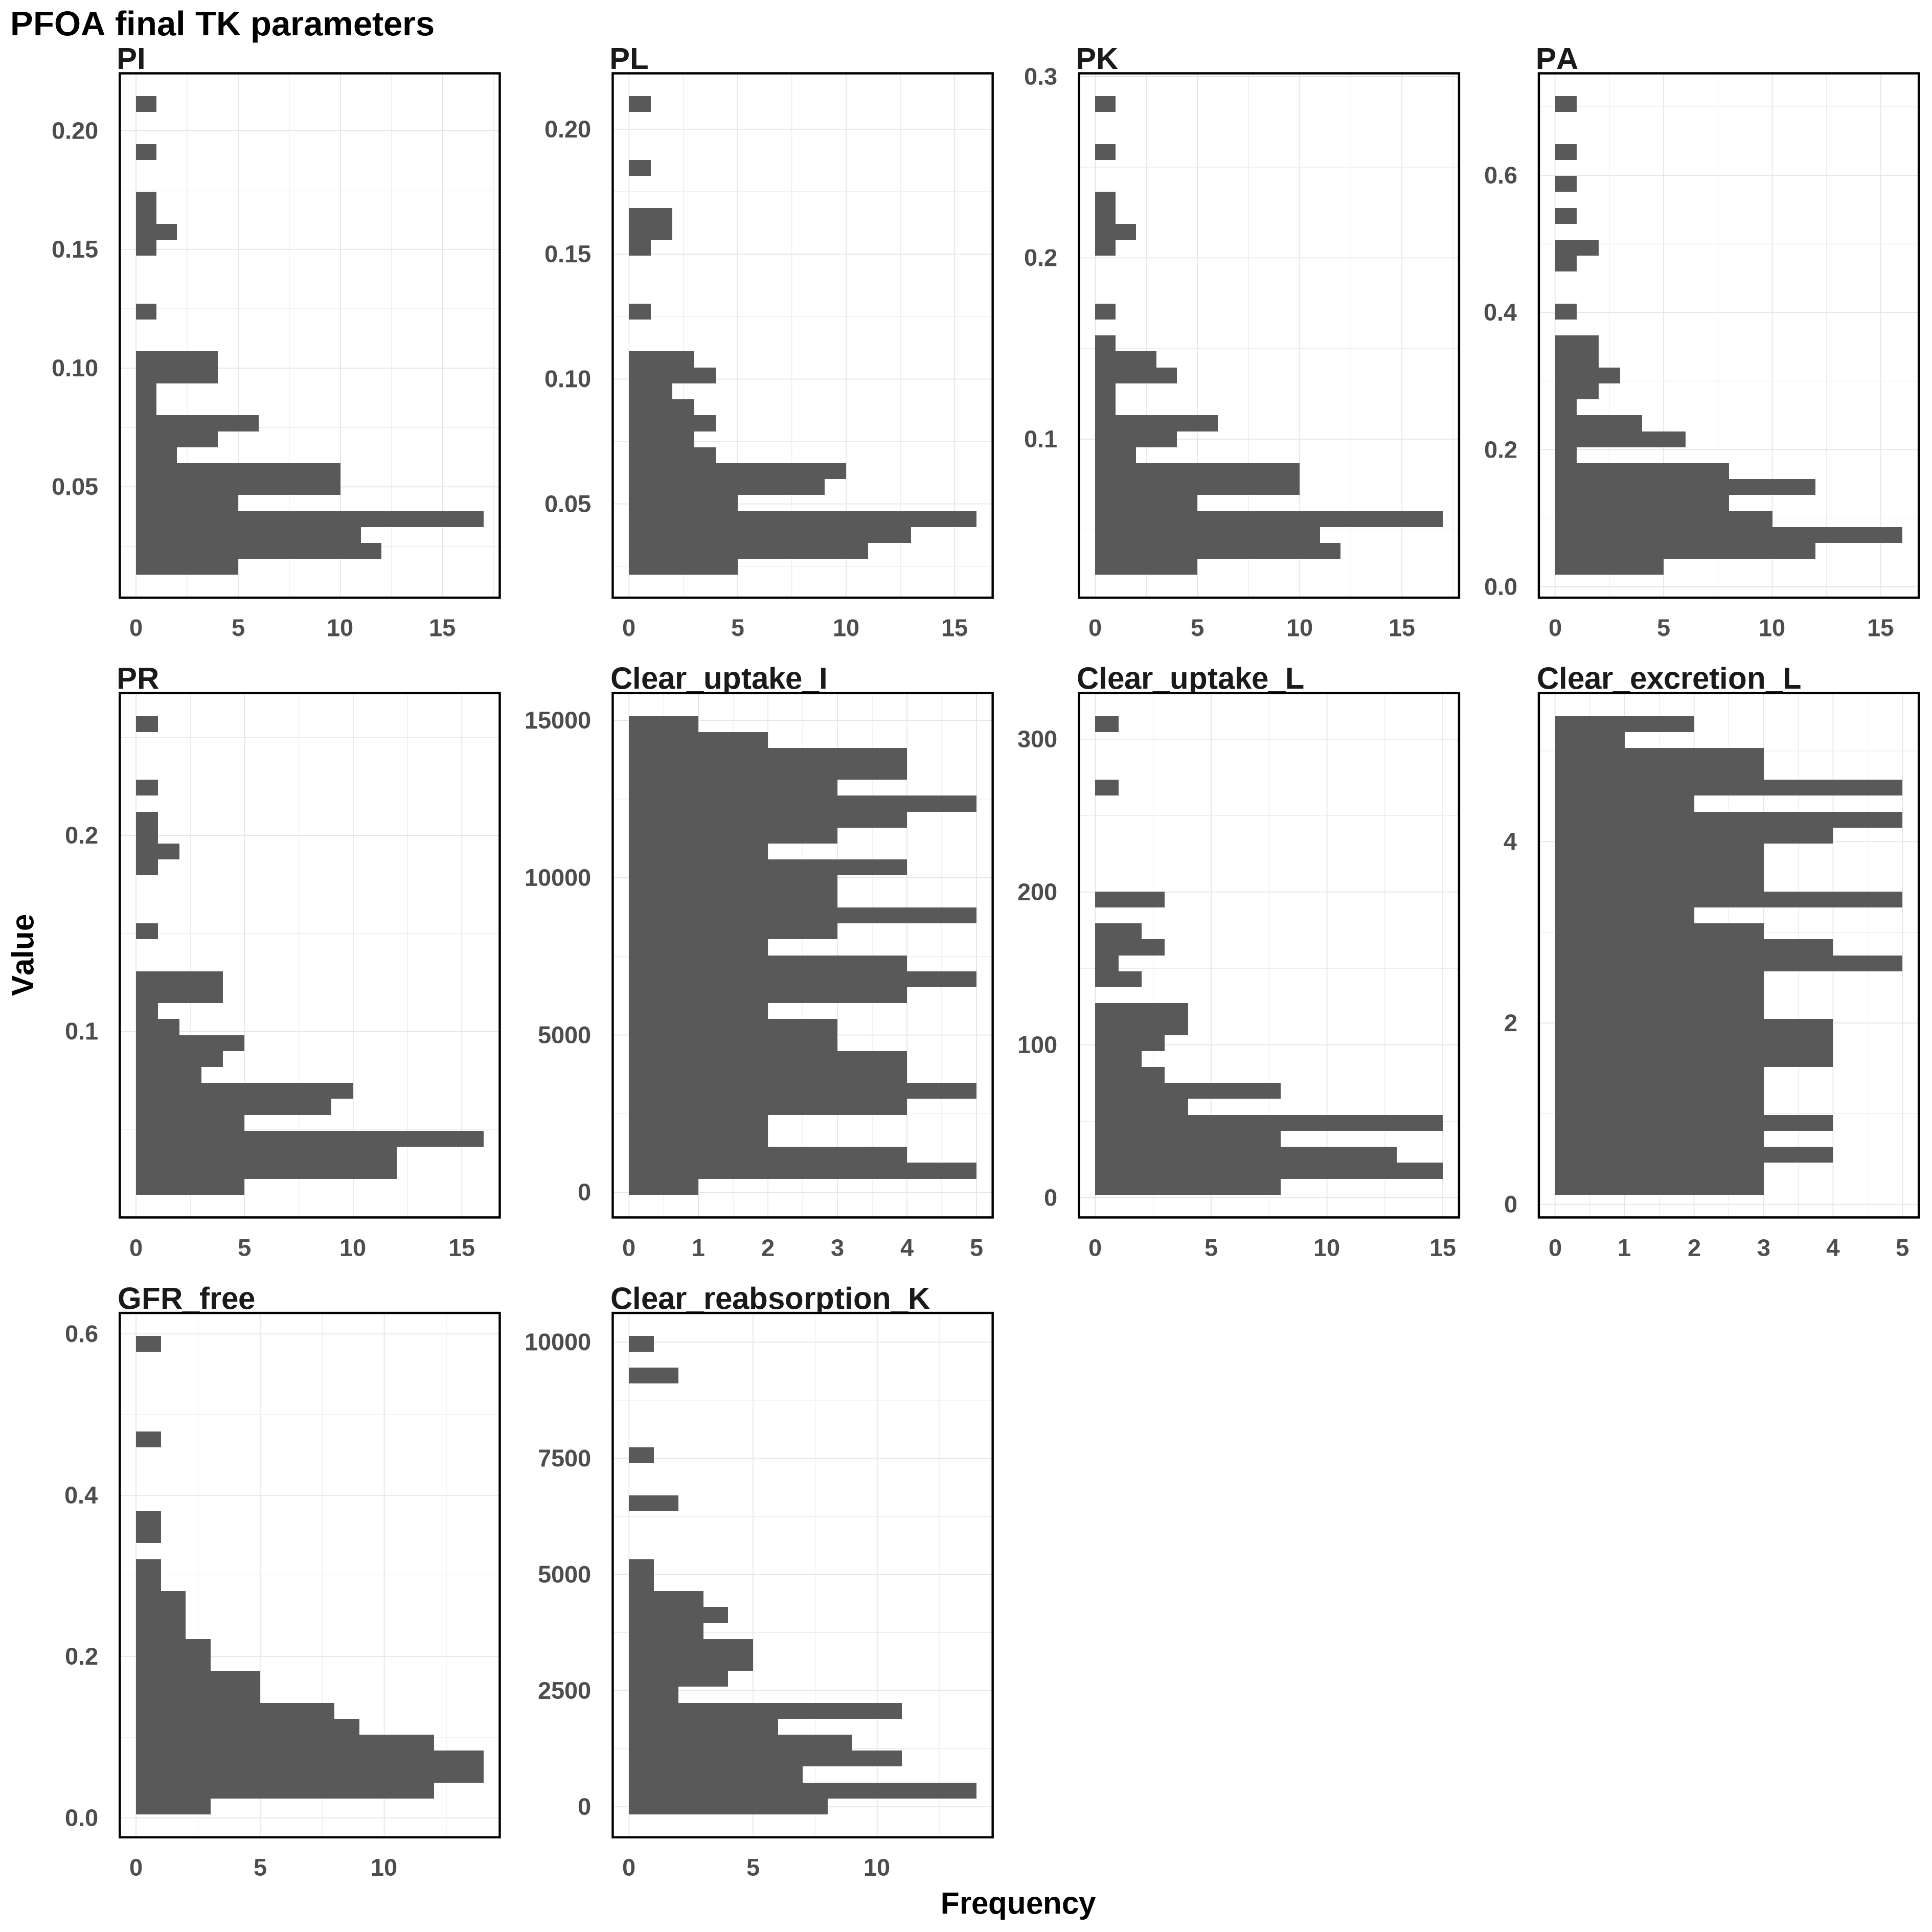 PFOA final TK parameters
PI PL PK PA
0.20 0.15 0.10 0.05
0 5 10 15
0.20 0.15 0.10 0.05
0 5 10 15
0.3 0.2 0.1
0 5 10 15
0.6 0.4 0.2 0.0
0 5 10 15
PR Clear_uptake_I Clear_uptake_L Clear_excretion_L
Value
0.2 0.1
0 5 10 15
15000 10000 5000 0
0 1 2 3 4 5
300 200 100 0
0 5 10 15
4 2 0
0 1 2 3 4 5
GFR_free Clear_reabsorption_K
0.6 0.4 0.2 0.0
0 5 10
10000 7500 5000 2500 0
0 5 10
Frequency